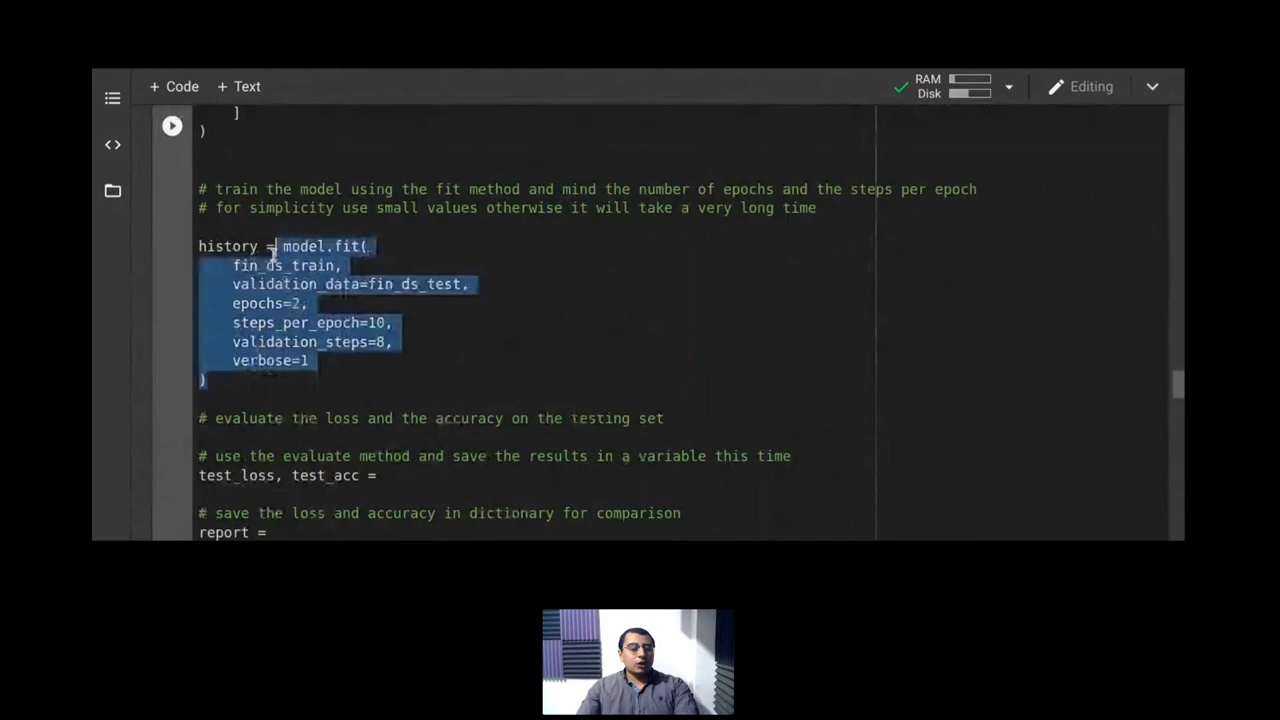 + Code + Text
RAM
Disk
Editing
]
)
# train the model using the fit method and mind the number of epochs and the steps per epoch
# for simplicity use small values otherwise it will take a very long time
history = model.fit(
fin_ds_train,
validation_data=fin_ds_test,
epochs=2,
steps_per_epoch=10,
validation_steps=8,
verbose=1
)
# evaluate the loss and the accuracy on the testing set
# use the evaluate method and save the results in a variable this time
test_loss, test_acc =
# save the loss and accuracy in dictionary for comparison
report =